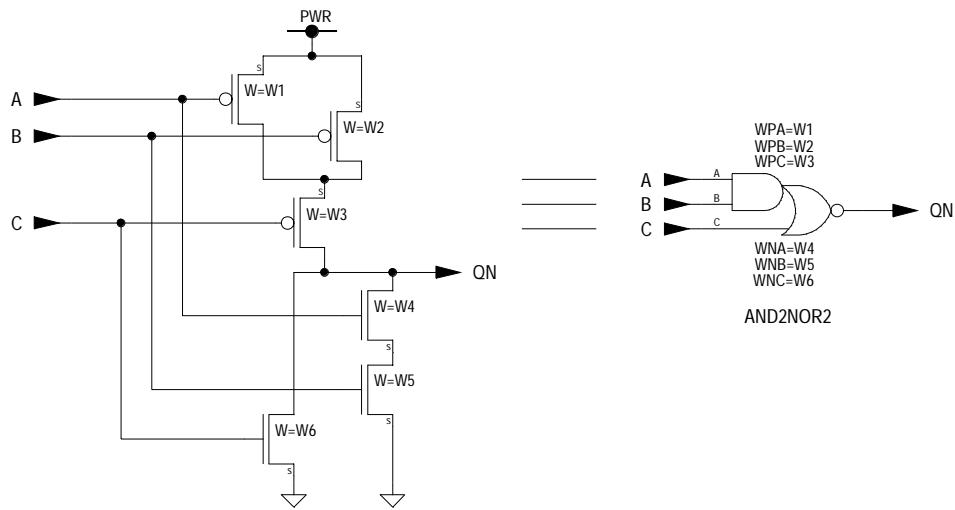 PWR
s
W=W1
A
s
W=W2
B
s
W=W3
C
QN
W=W4
s
W=W5
s
W=W6
s
WPA=W1
WPB=W2
WPC=W3
A
A
B
B
C
C
QN
WNA=W4
WNB=W5
WNC=W6
AND2NOR2